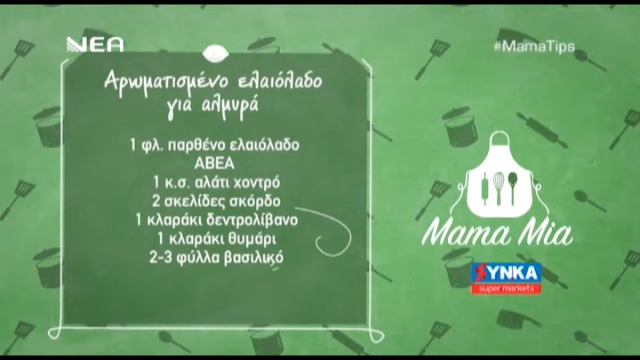 ΝΕΑ
#MamaTips
Αρωματισμένο ελαιόλαδο
για αλμυρά
1 φλ. παρθένο ελαιόλαδο
ΑΒΕΑ
1 κ.σ. αλάτι χοντρό
2 σκελίδες σκόρδο
1 κλαράκι δεντρολίβανο
1 κλαράκι θυμάρι
2-3 φύλλα βασιλικό
Mama Mia
SYNKA
super markets